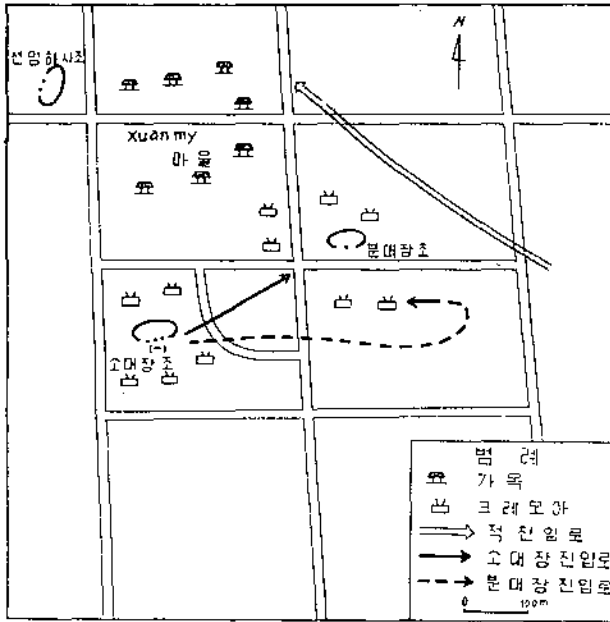 N
선임하사조
Xuân my
마을
분대장조
(-)
소대장조
범례
가옥
크레모아
적진입로
소대장진입로
분대장진입로
0 100m